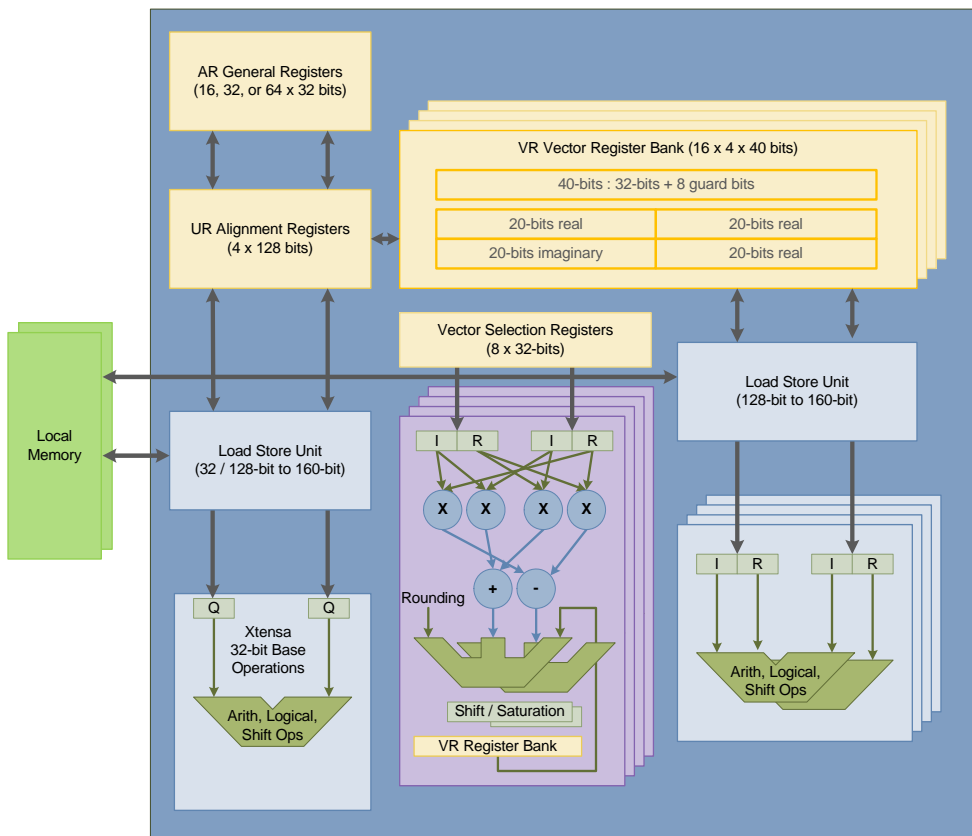 AR General Registers
(16, 32, or 64 x 32 bits)
VR Vector Register Bank (16 x 4 x 40 bits)
40-bits : 32-bits + 8 guard bits
20-bits real
20-bits real
20-bits imaginary
20-bits real
UR Alignment Registers
(4 x 128 bits)
Vector Selection Registers
(8 x 32-bits)
Load Store Unit
(128-bit to 160-bit)
Local
Memory
Load Store Unit
(32 / 128-bit to 160-bit)
I R I R
X X X X
+ -
Rounding
Shift / Saturation
VR Register Bank
Q Q
Xtensa
32-bit Base
Operations
Arith, Logical,
Shift Ops
I R I R
Arith, Logical,
Shift Ops